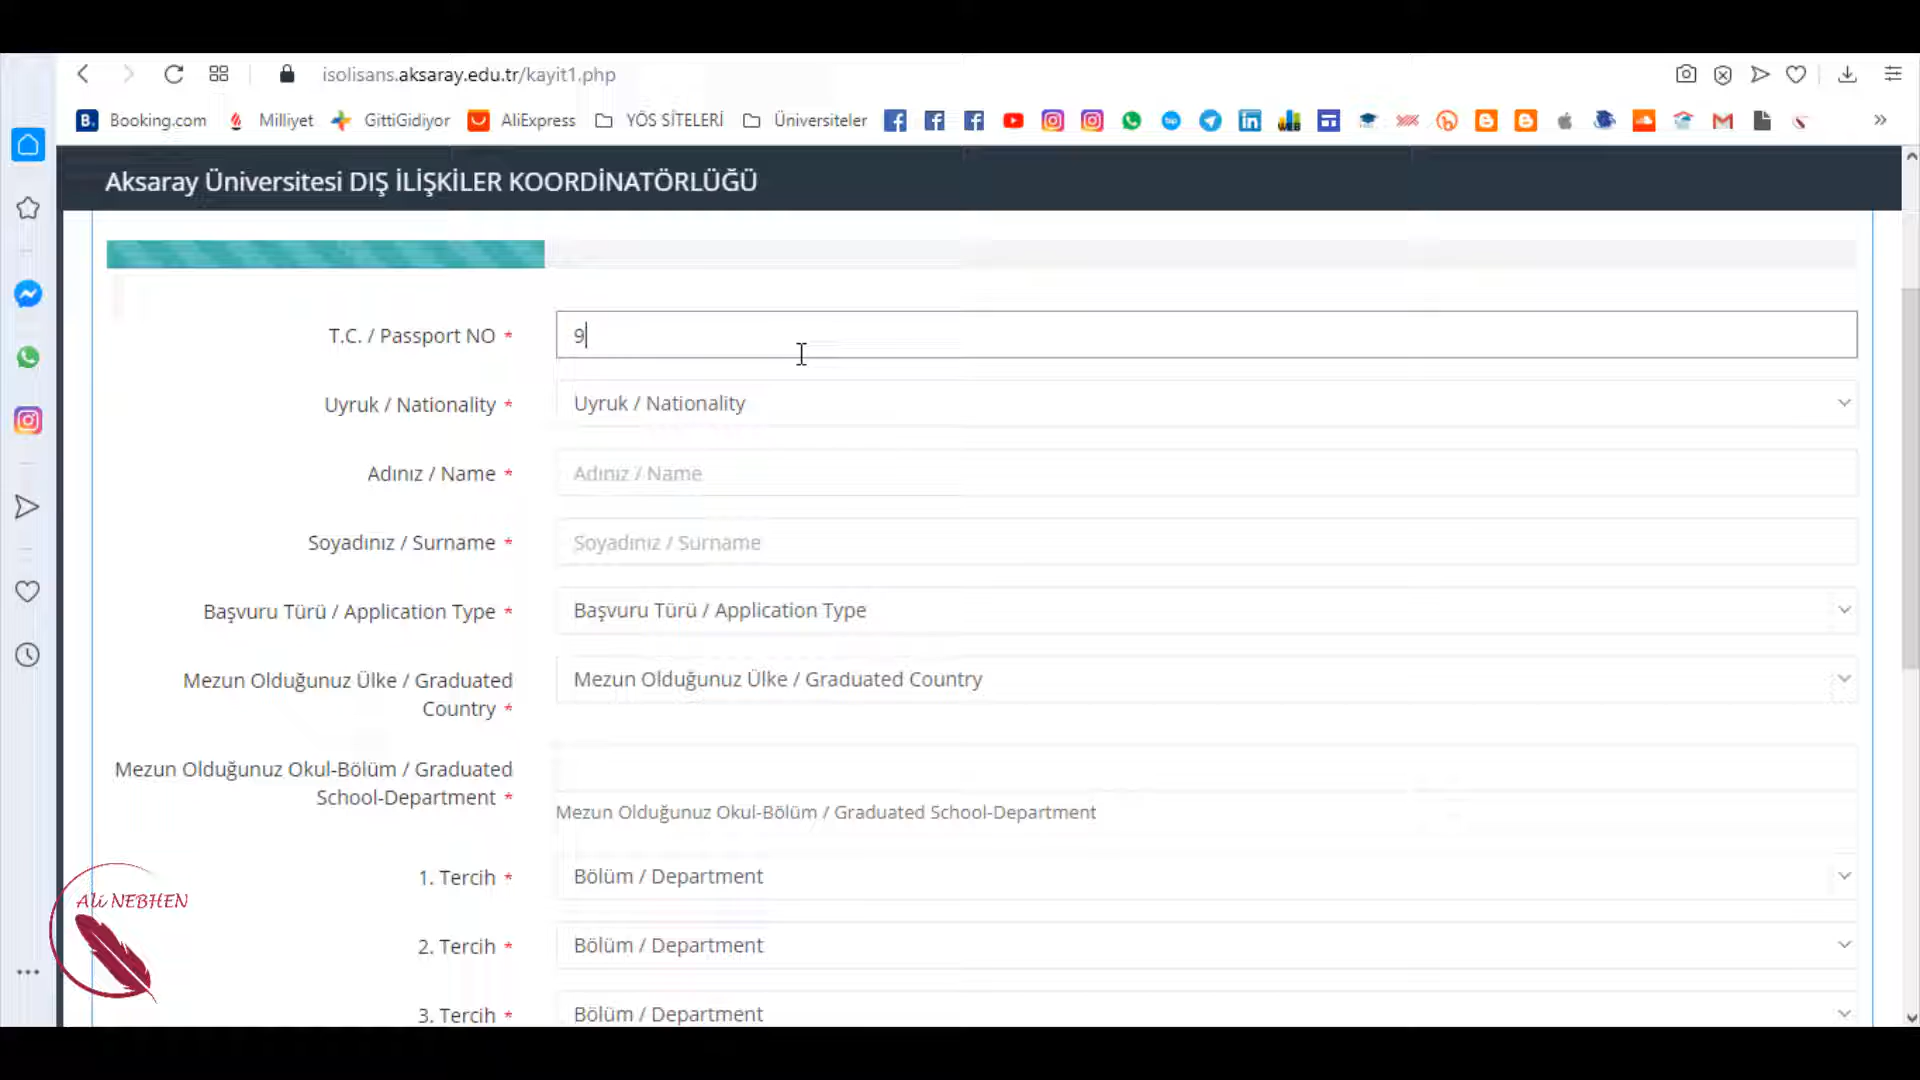 isolisans.aksaray.edu.tr/kayit1.php
B. Booking.com Milliyet GittiGidiyor AliExpress YÖS SİTELERİ Üniversiteler
Aksaray Üniversitesi DIŞ İLİŞKİLER KOORDİNATÖRLÜĞÜ
T.C. / Passport NO * 9
Uyruk / Nationality * Uyruk / Nationality
Adınız / Name * Adınız / Name
Soyadınız / Surname * Soyadınız / Surname
Başvuru Türü / Application Type * Başvuru Türü / Application Type
Mezun Olduğunuz Ülke / Graduated Country * Mezun Olduğunuz Ülke / Graduated Country
Mezun Olduğunuz Okul-Bölüm / Graduated
School-Department *
Mezun Olduğunuz Okul-Bölüm / Graduated School-Department
1. Tercih * Bölüm / Department
Ali NEBHEN
2. Tercih * Bölüm / Department
3. Tercih * Bölüm / Department